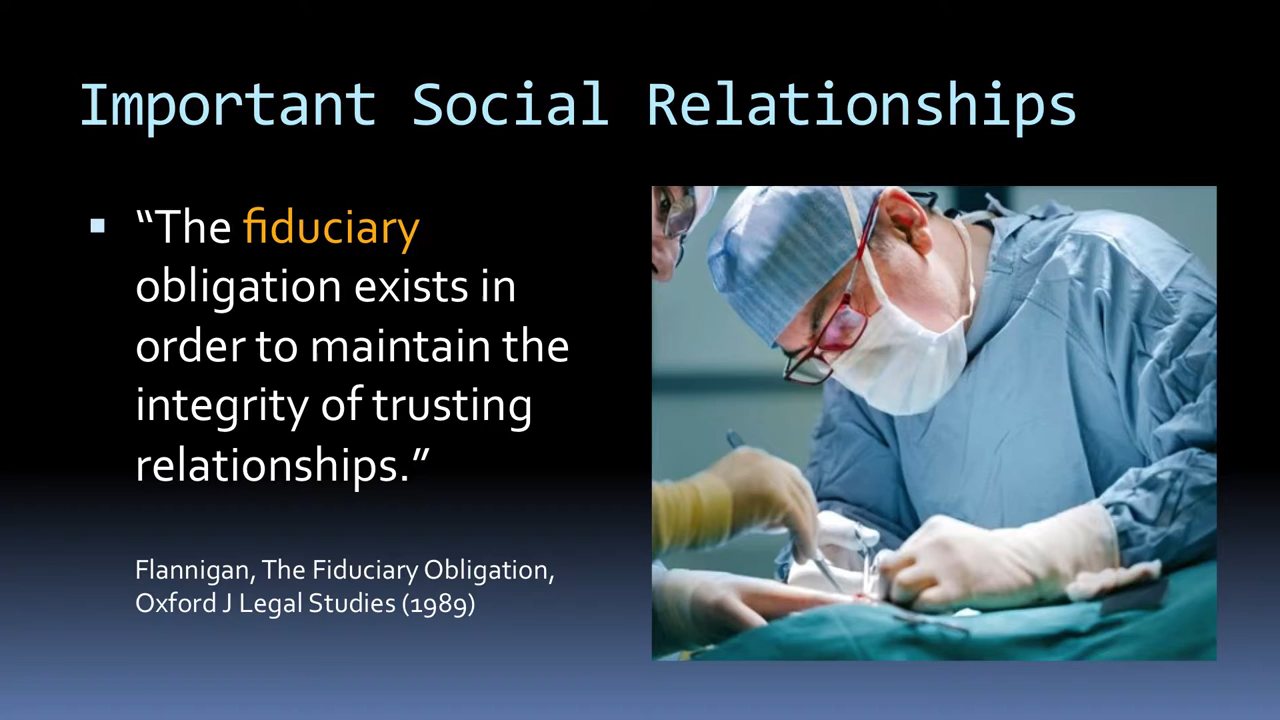 Important Social Relationships
▪ “The fiduciary
obligation exists in
order to maintain the
integrity of trusting
relationships.”
Flannigan, The Fiduciary Obligation,
Oxford J Legal Studies (1989)